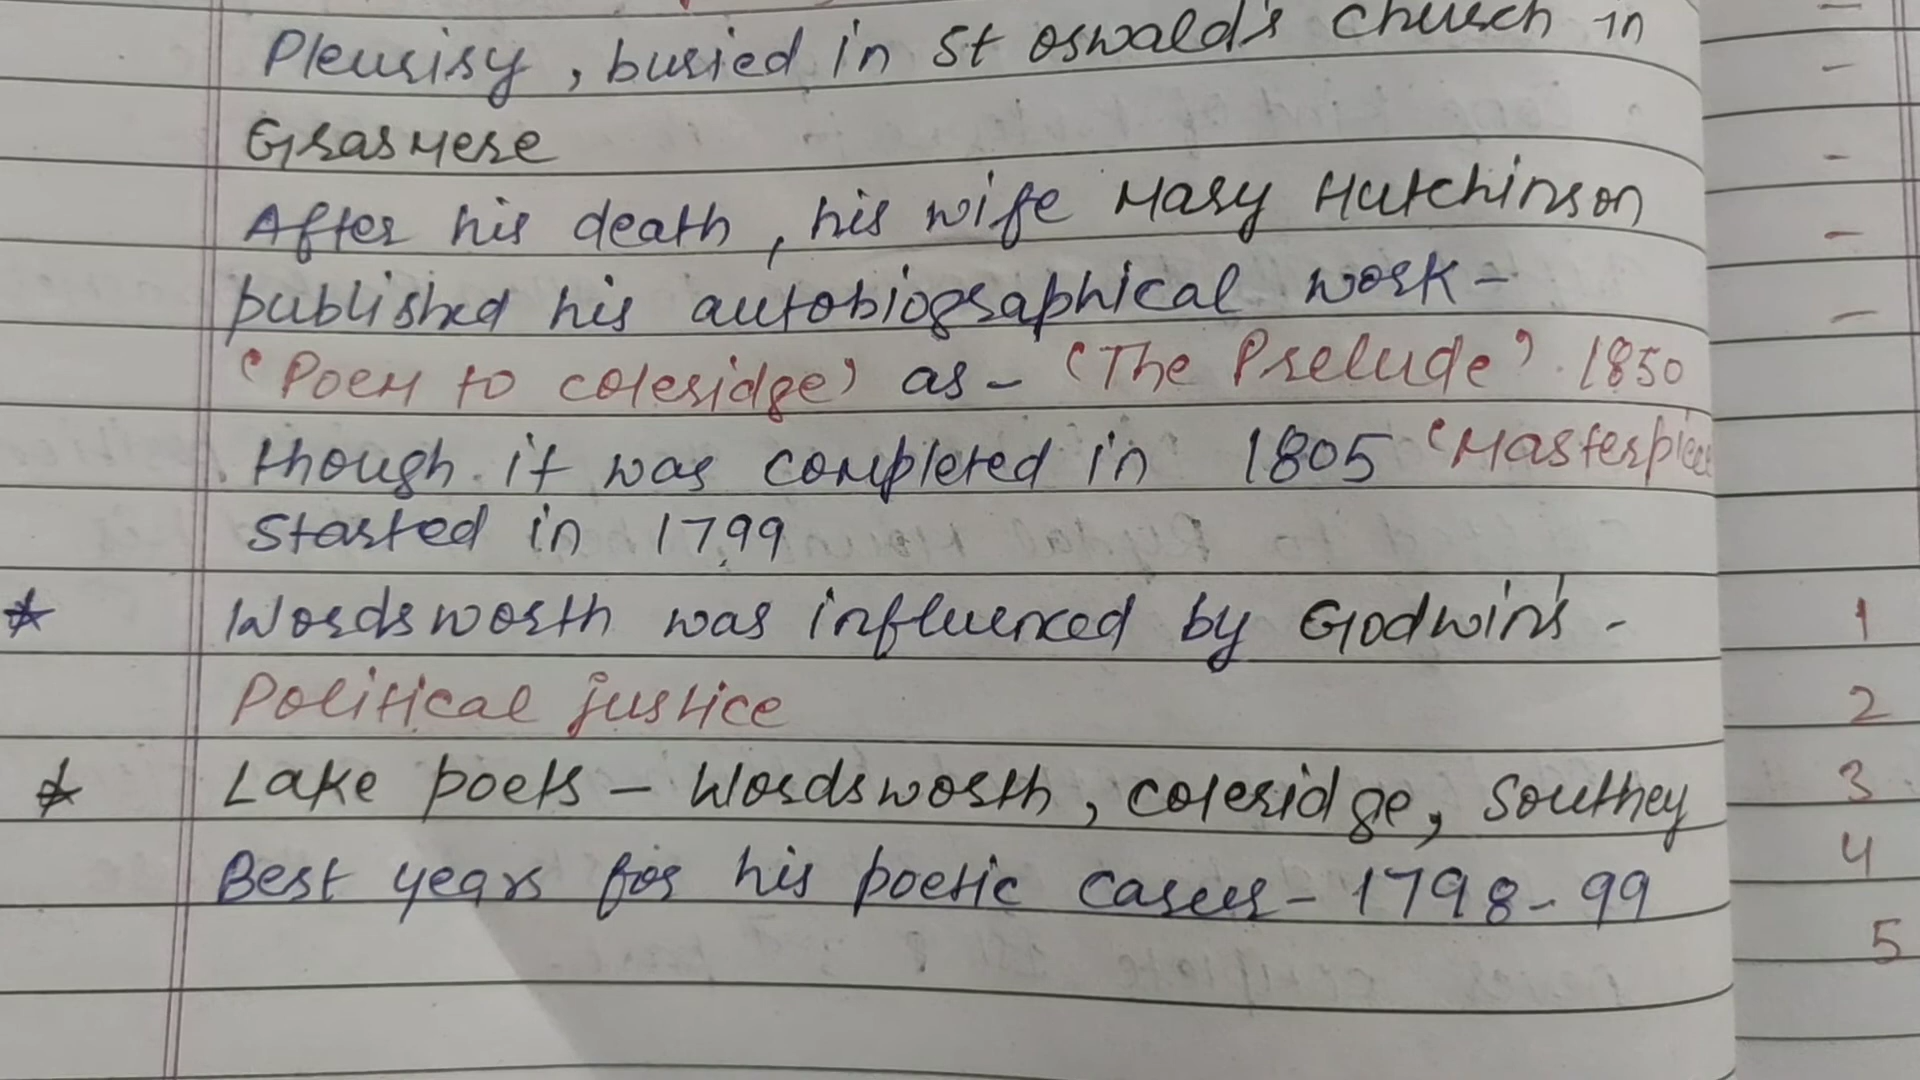 Pleurisy, buried in St Oswald's Church in
Grasmere
After his death, his wife Mary Hutchinson
published his autobiographical work -
'Poem to coleridge' as - 'The Prelude'. 1850
though it was completed in 1805 'Masterpiece
started in 1799
* Wordsworth was influenced by Godwin's -
Political justice
* Lake poets - Wordsworth, coleridge, Southey
Best years for his poetic career - 1798-99
1
2
3
4
5